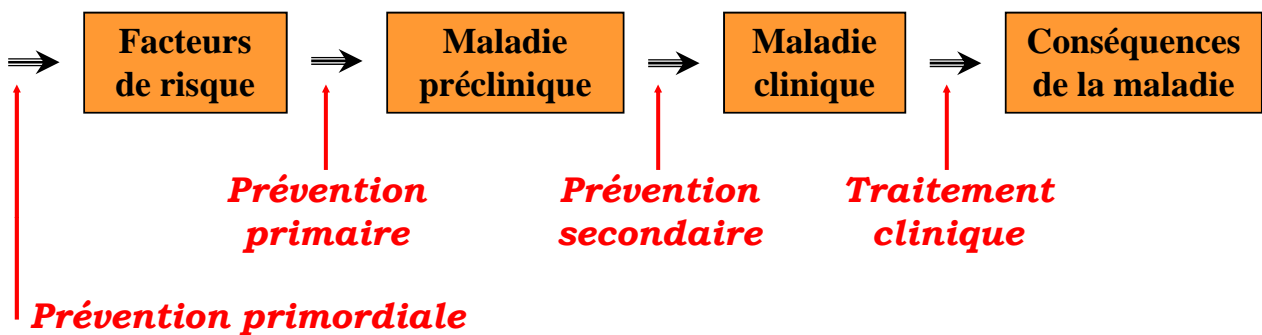 Facteurs
de risque
Maladie
préclinique
Maladie
clinique
Conséquences
de la maladie
Prévention
primaire
Prévention
secondaire
Traitement
clinique
Prévention primordiale